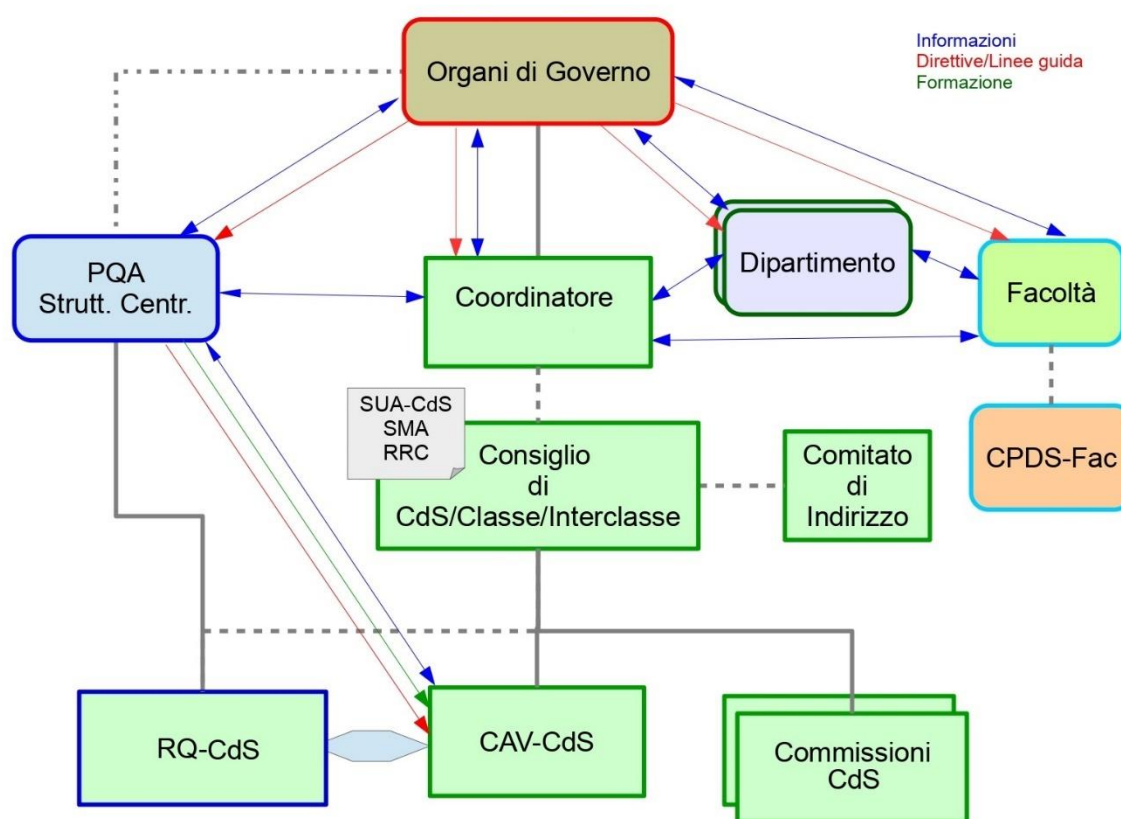 Organi di Governo
Informazioni
Direttive/Linee guida
Formazione
PQA
Strutt. Centr.
Coordinatore
Dipartimento
Facoltà
SUA-CdS
SMA
RRC
Consiglio
di
CdS/Classe/Interclasse
Comitato
di
Indirizzo
CPDS-Fac
RQ-CdS
CAV-CdS
Commissioni
CdS